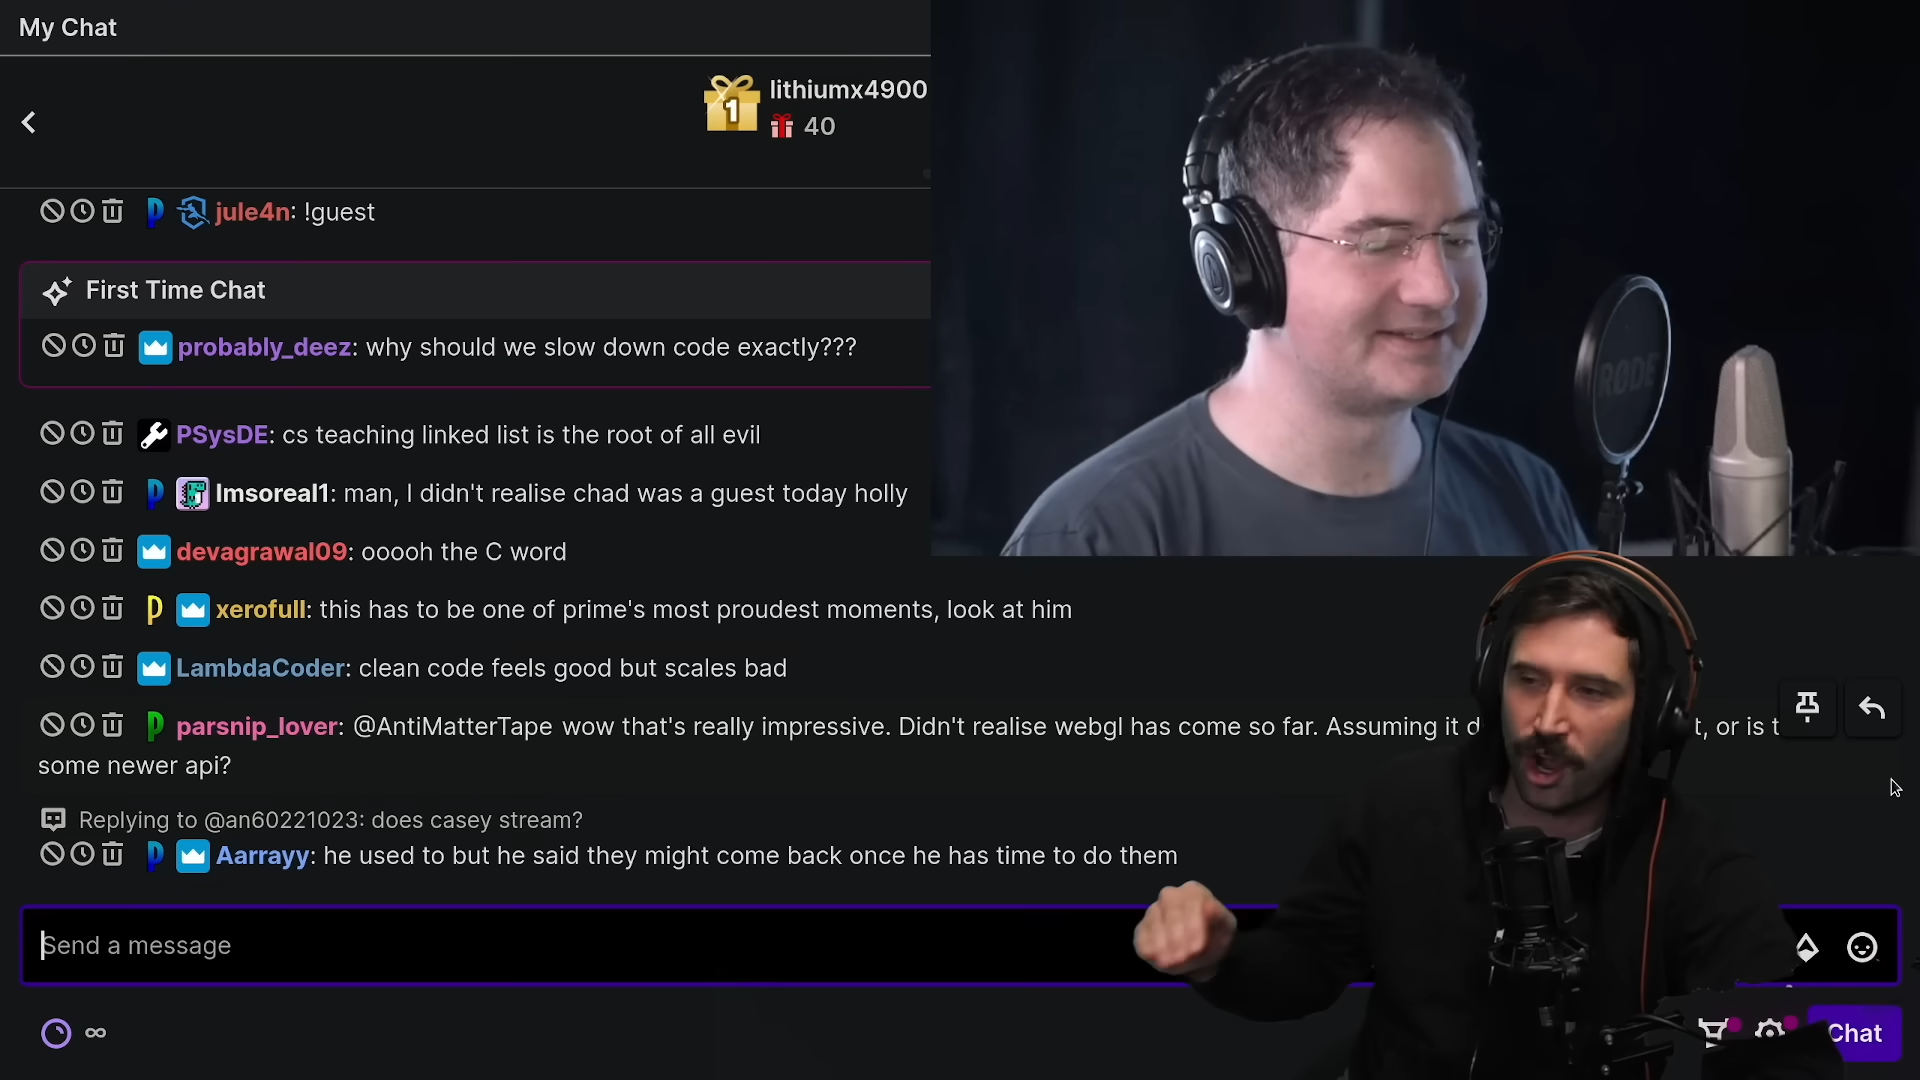 My Chat
lithiumx4900
1
40
jule4n: !guest
First Time Chat
probably_deez: why should we slow down code exactly???
PSysDE: cs teaching linked list is the root of all evil
Imsoreal1: man, I didn't realise chad was a guest today holly
devagrawal09: ooooh the C word
xerofull: this has to be one of prime's most proudest moments, look at him
LambdaCoder: clean code feels good but scales bad
parsnip_lover: @AntiMatterTape wow that's really impressive. Didn't realise webgl has come so far. Assuming it d t, or is t
some newer api?
Replying to @an60221023: does casey stream?
Aarrayy: he used to but he said they might come back once he has time to do them
Send a message
∞
Chat
RØDE